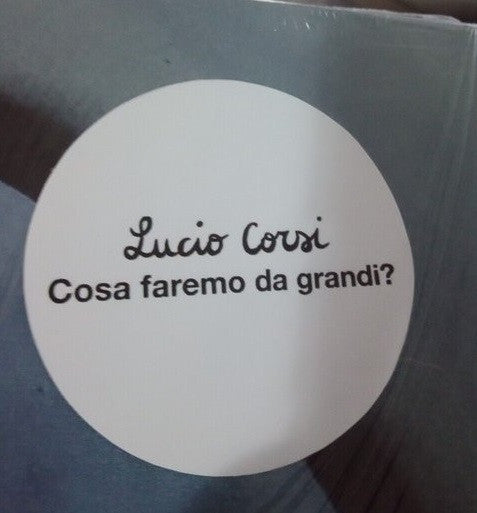 Lucio Corsi
Cosa faremo da grandi?